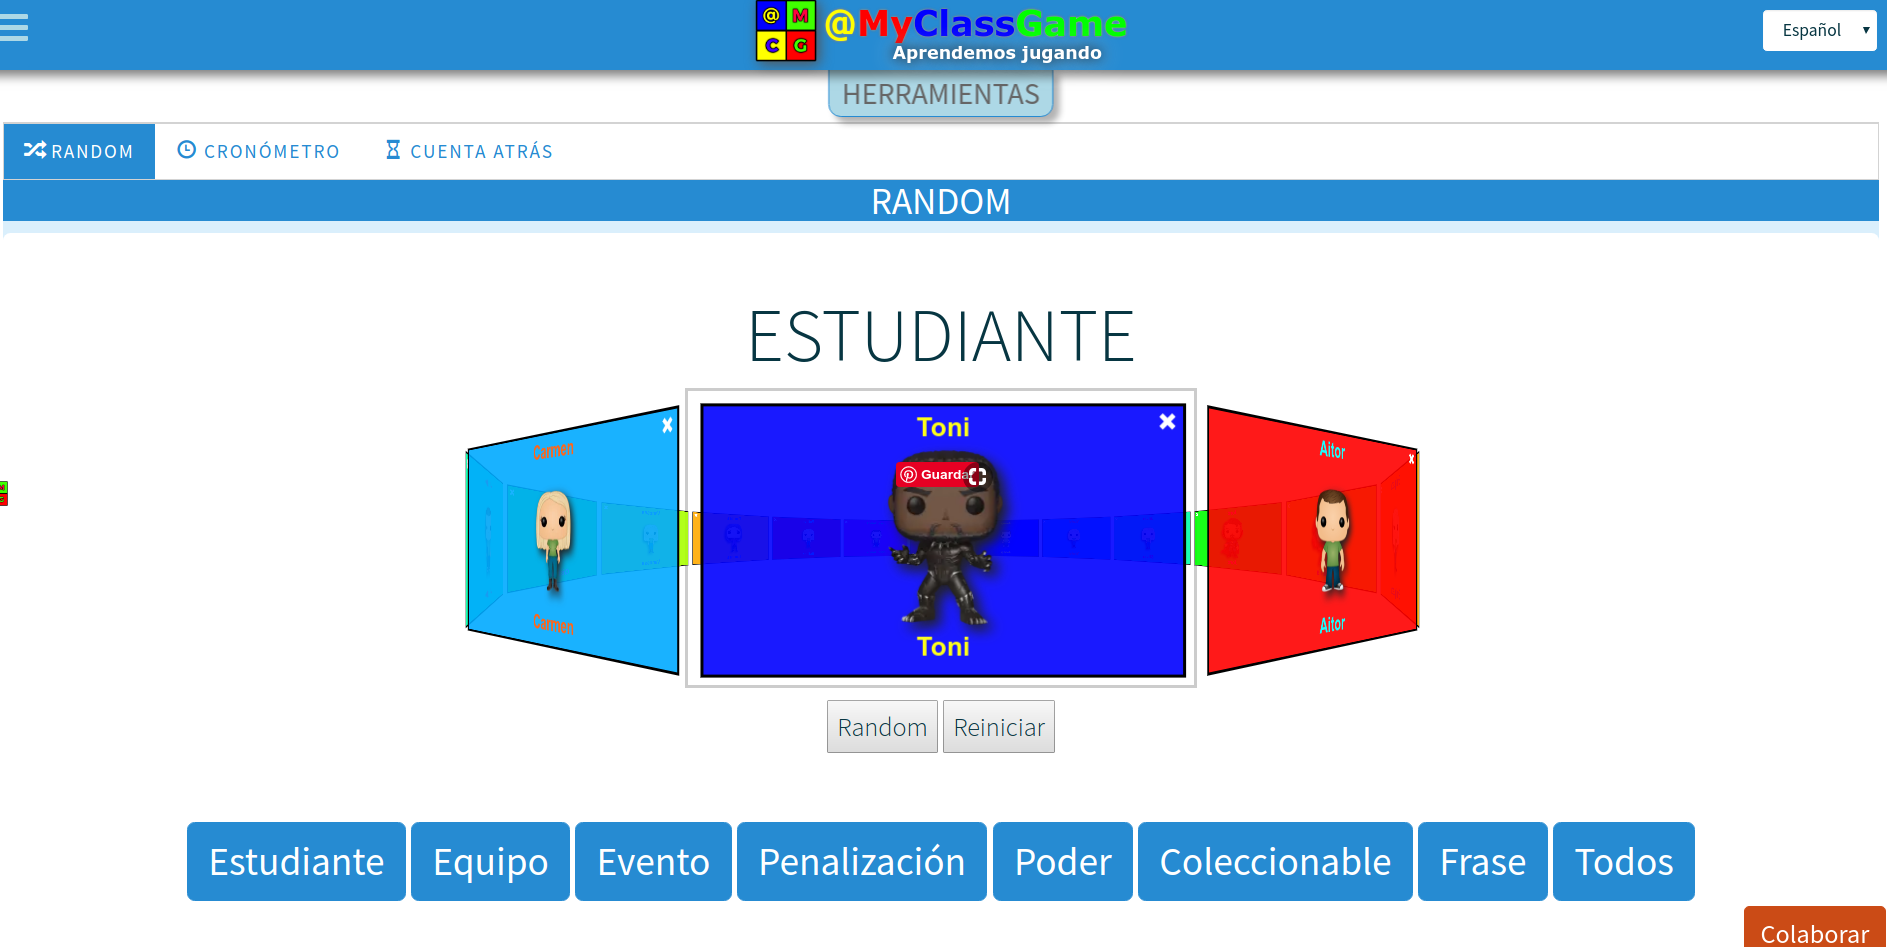 @ M
C G
@MyClassGame
Aprendemos jugando
Español
HERRAMIENTAS
RANDOM
CRONÓMETRO
CUENTA ATRÁS
RANDOM
ESTUDIANTE
Carmen
Toni
Aitor
Guarda
Carmen
Toni
Aitor
Random
Reiniciar
Estudiante
Equipo
Evento
Penalización
Poder
Coleccionable
Frase
Todos
Colaborar